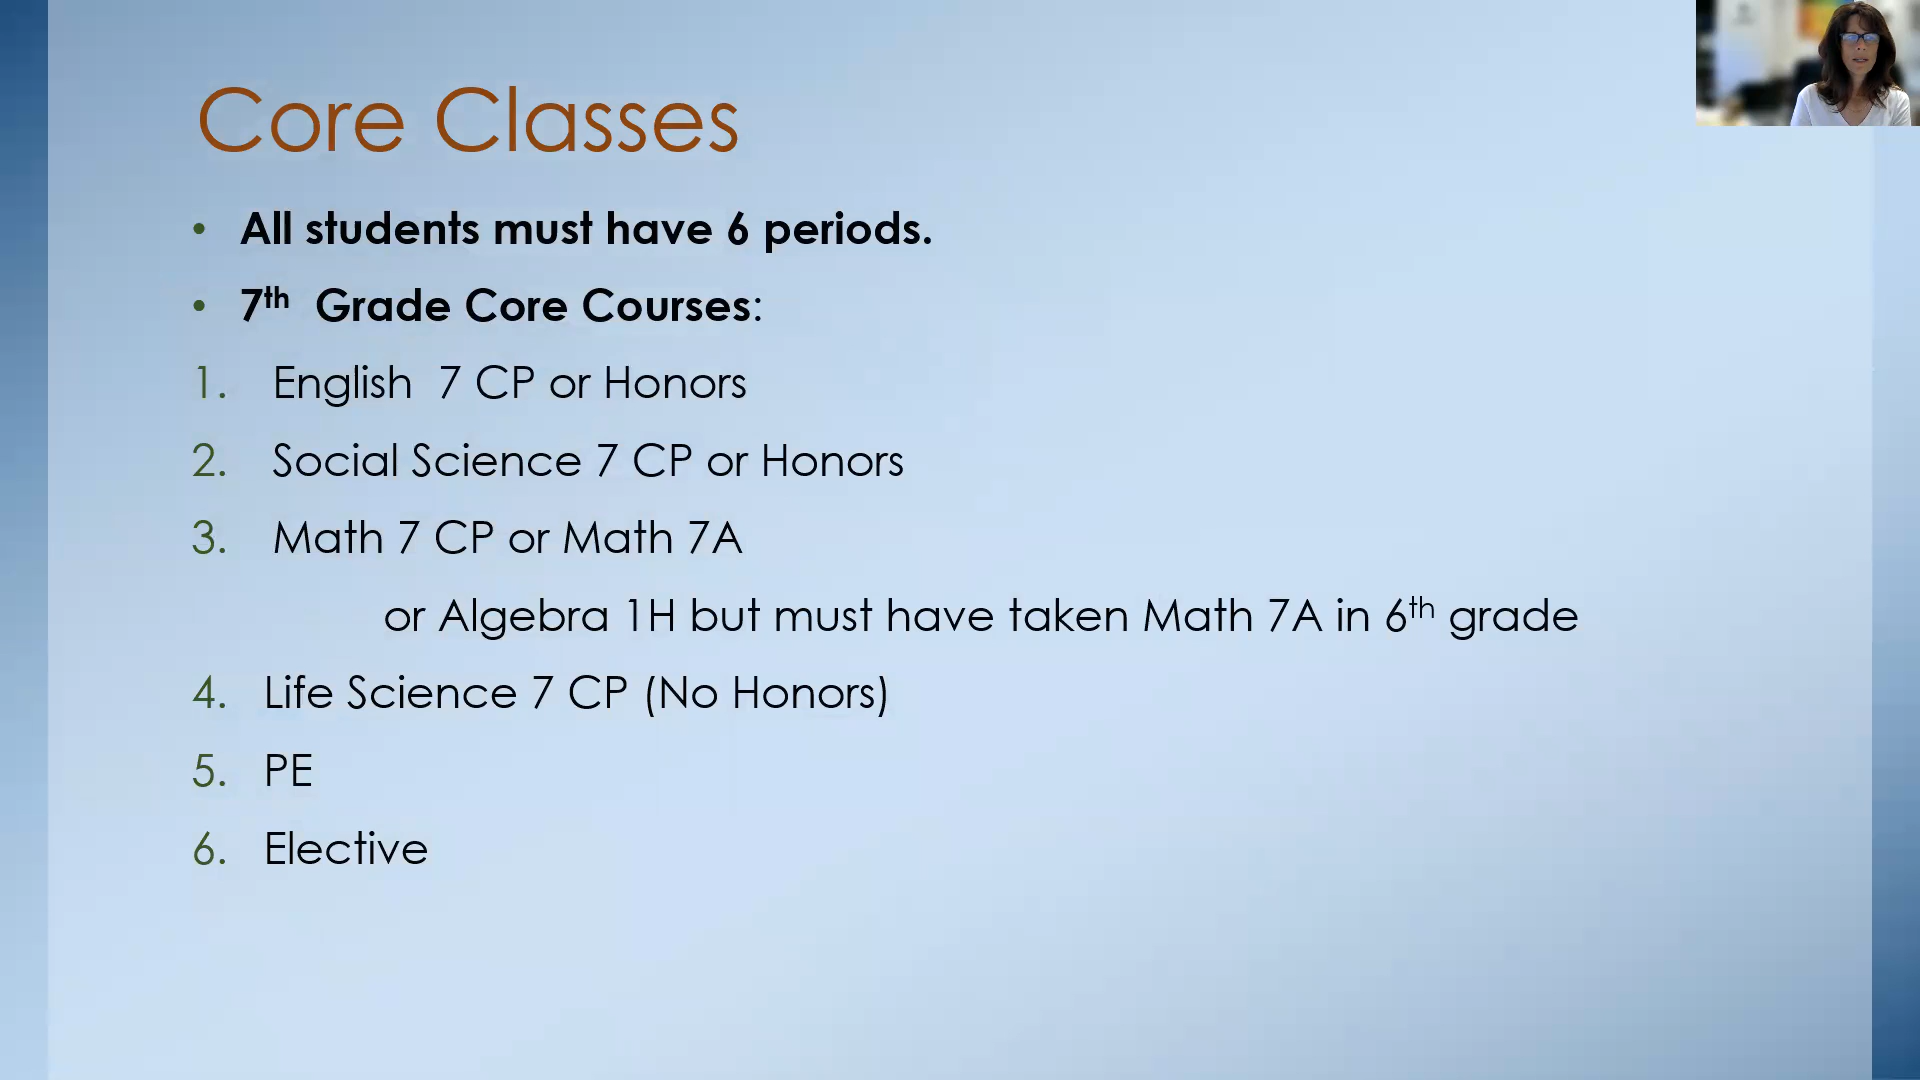 Core Classes
• All students must have 6 periods.
• 7th Grade Core Courses:
1. English 7 CP or Honors
2. Social Science 7 CP or Honors
3. Math 7 CP or Math 7A
or Algebra 1H but must have taken Math 7A in 6th grade
4. Life Science 7 CP (No Honors)
5. PE
6. Elective